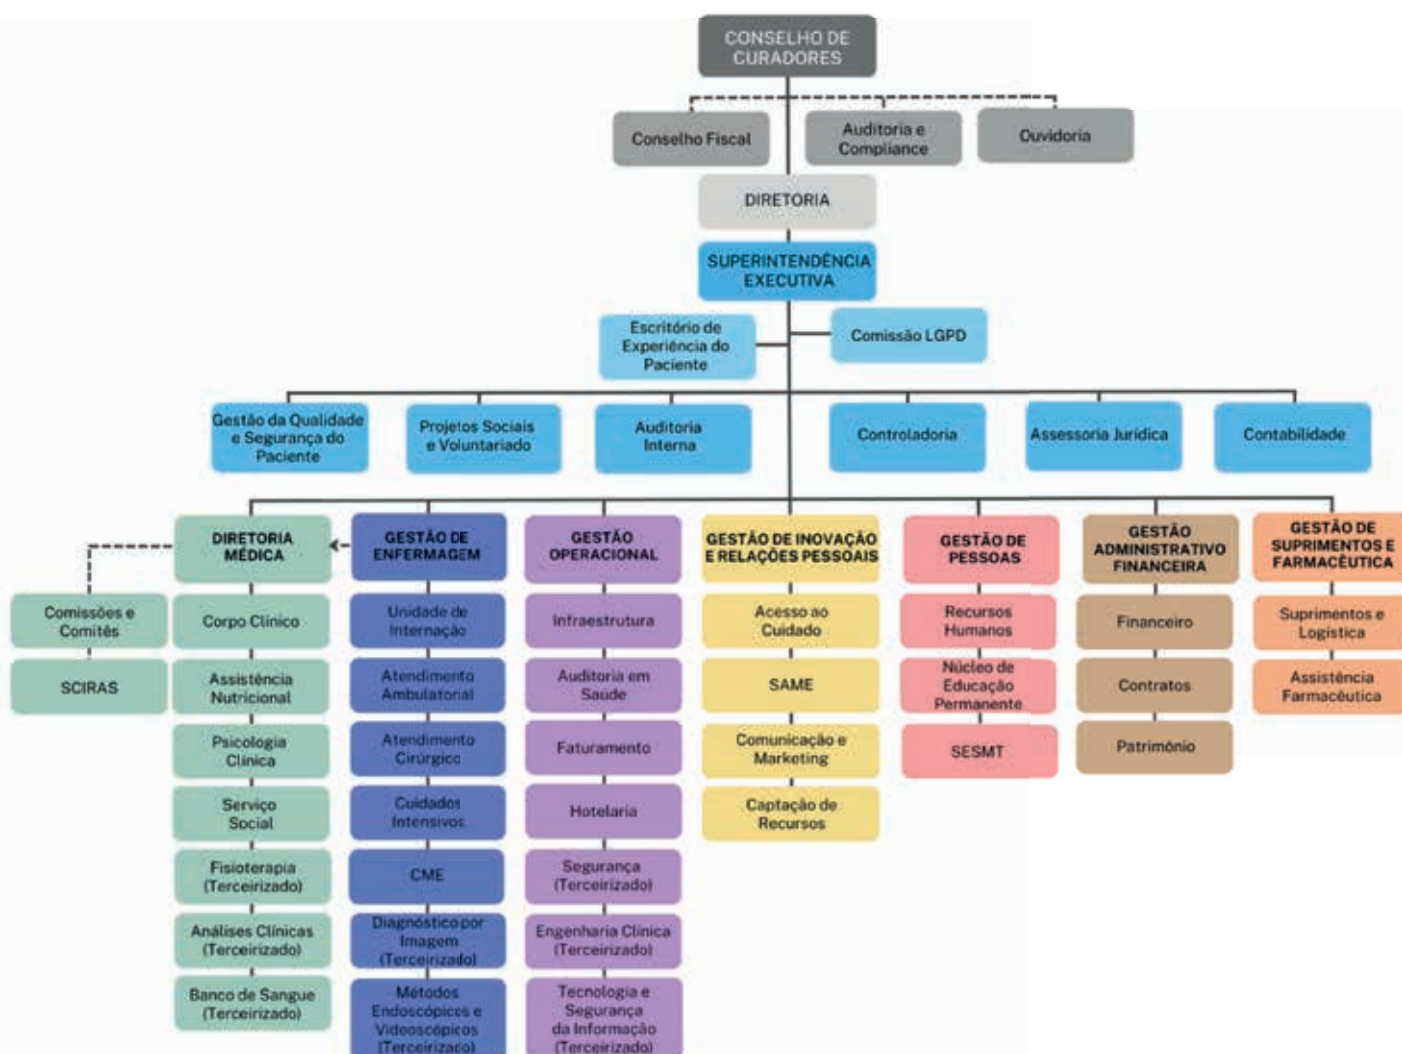 CONSELHO DE
CURADORES
Conselho Fiscal
Auditoria e
Compliance
Ouvidoria
DIRETORIA
SUPERINTENDÊNCIA
EXECUTIVA
Escritório de
Experiência do
Paciente
Comissão LGPD
Gestão da Qualidade
e Segurança do
Paciente
Projetos Sociais
e Voluntariado
Auditoria
Interna
Controladoria
Assessoria Jurídica
Contabilidade
DIRETORIA
MÉDICA
Comissões e
Comitês
SCIRAS
Corpo Clínico
Assistência
Nutricional
Psicologia
Clínica
Serviço
Social
Fisioterapia
(Terceirizado)
Análises Clínicas
(Terceirizado)
Banco de Sangue
(Terceirizado)
GESTÃO DE
ENFERMAGEM
Unidade de
Internação
Atendimento
Ambulatorial
Atendimento
Cirúrgico
Cuidados
Intensivos
CME
Diagnóstico por
Imagem
(Terceirizado)
Métodos
Endoscópicos e
Videoscópicos
(Terceirizado)
GESTÃO
OPERACIONAL
Infraestrutura
Auditoria em
Saúde
Faturamento
Hotelaria
Segurança
(Terceirizado)
Engenharia Clínica
(Terceirizado)
Tecnologia e
Segurança
da Informação
(Terceirizado)
GESTÃO DE INOVAÇÃO
E RELAÇÕES PESSOAIS
Acesso ao
Cuidado
SAME
Comunicação e
Marketing
Captação de
Recursos
GESTÃO DE
PESSOAS
Recursos
Humanos
Núcleo de
Educação
Permanente
SESMT
GESTÃO
ADMINISTRATIVO
FINANCEIRA
Financeiro
Contratos
Patrimônio
GESTÃO DE
SUPRIMENTOS E
FARMACÊUTICA
Suprimentos e
Logística
Assistência
Farmacêutica